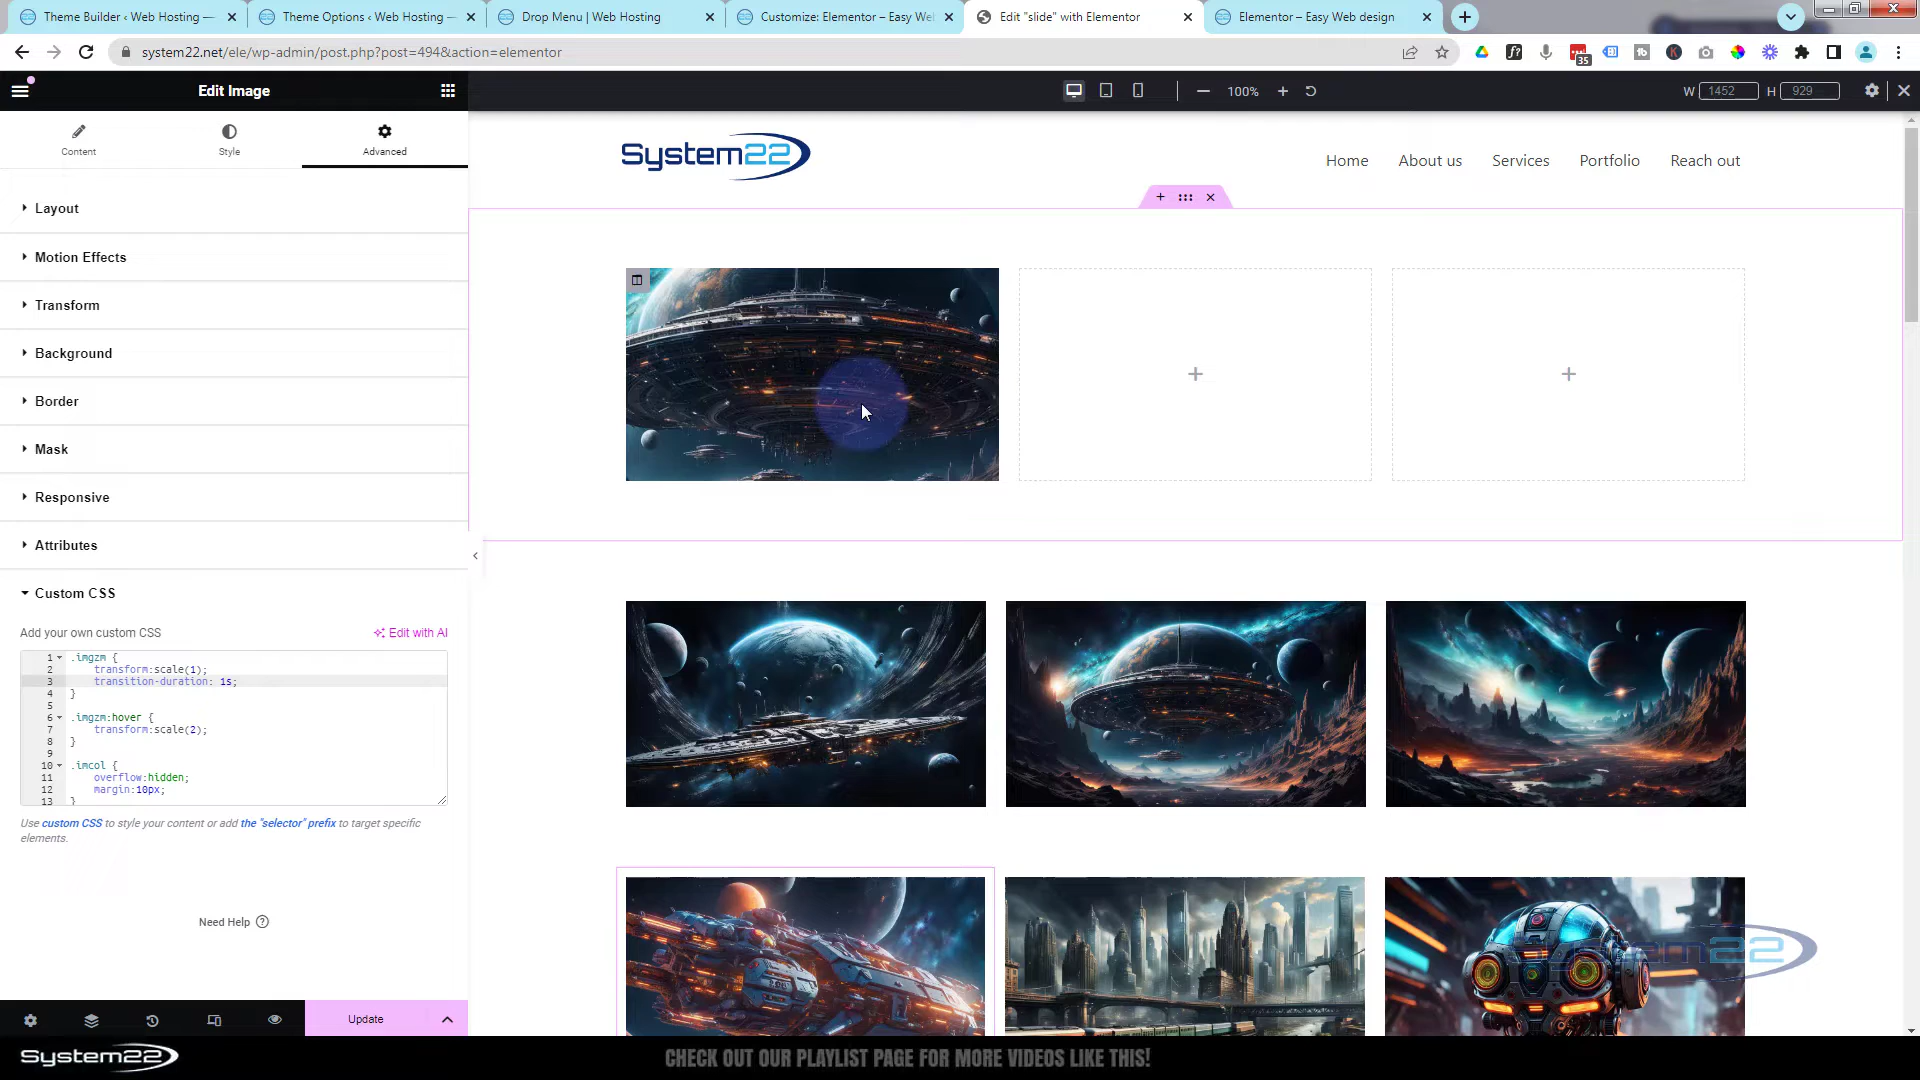 Theme Builder ‹ Web Hosting —
Theme Options ‹ Web Hosting —
Drop Menu | Web Hosting
Customize: Elementor – Easy Web
Edit "slide" with Elementor
Elementor – Easy Web design
system22.net/ele/wp-admin/post.php?post=494&action=elementor
35
Edit Image
100%
W 1452 H 929
Content
Style
Advanced
System22
Home
About us
Services
Portfolio
Reach out
Layout
Motion Effects
Transform
Background
Border
Mask
Responsive
Attributes
Custom CSS
Add your own custom CSS
Edit with AI
1 .imgzm {
2 transform:scale(1);
3 transition-duration: 1s;
4 }
5
6 .imgzm:hover {
7 transform:scale(2);
8 }
9
10 .imcol {
11 overflow:hidden;
12 margin:10px;
13 }
Use custom CSS to style your content or add the "selector" prefix to target specific
elements.
Need Help
System22
Update
System22
CHECK OUT OUR PLAYLIST PAGE FOR MORE VIDEOS LIKE THIS!